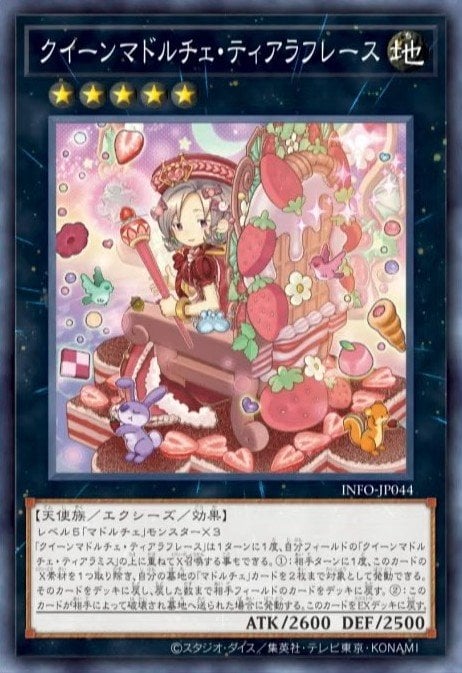 クイーンマドルチェ・ティアラフレース 地
INFO-JP044
【天使族／エクシーズ／効果】
レベル５「マドルチェ」モンスター×３
「クイーンマドルチェ・ティアラフレース」は１ターンに１度、自分フィールドの「クイーンマドル
チェ・ティアラミス」の上に重ねてＸ召喚する事もできる。①：相手ターンに１度、このカードの
Ｘ素材を１つ取り除き、自分の墓地の「マドルチェ」カードを２枚まで対象として発動できる。
そのカードをデッキに戻し、戻した数まで相手フィールドのカードをデッキに戻す。②：この
カードが相手によって破壊され墓地へ送られた場合に発動する。このカードをEXデッキに戻す。
ATK/2600 DEF/2500
©スタジオ・ダイス／集英社・テレビ東京・KONAMI